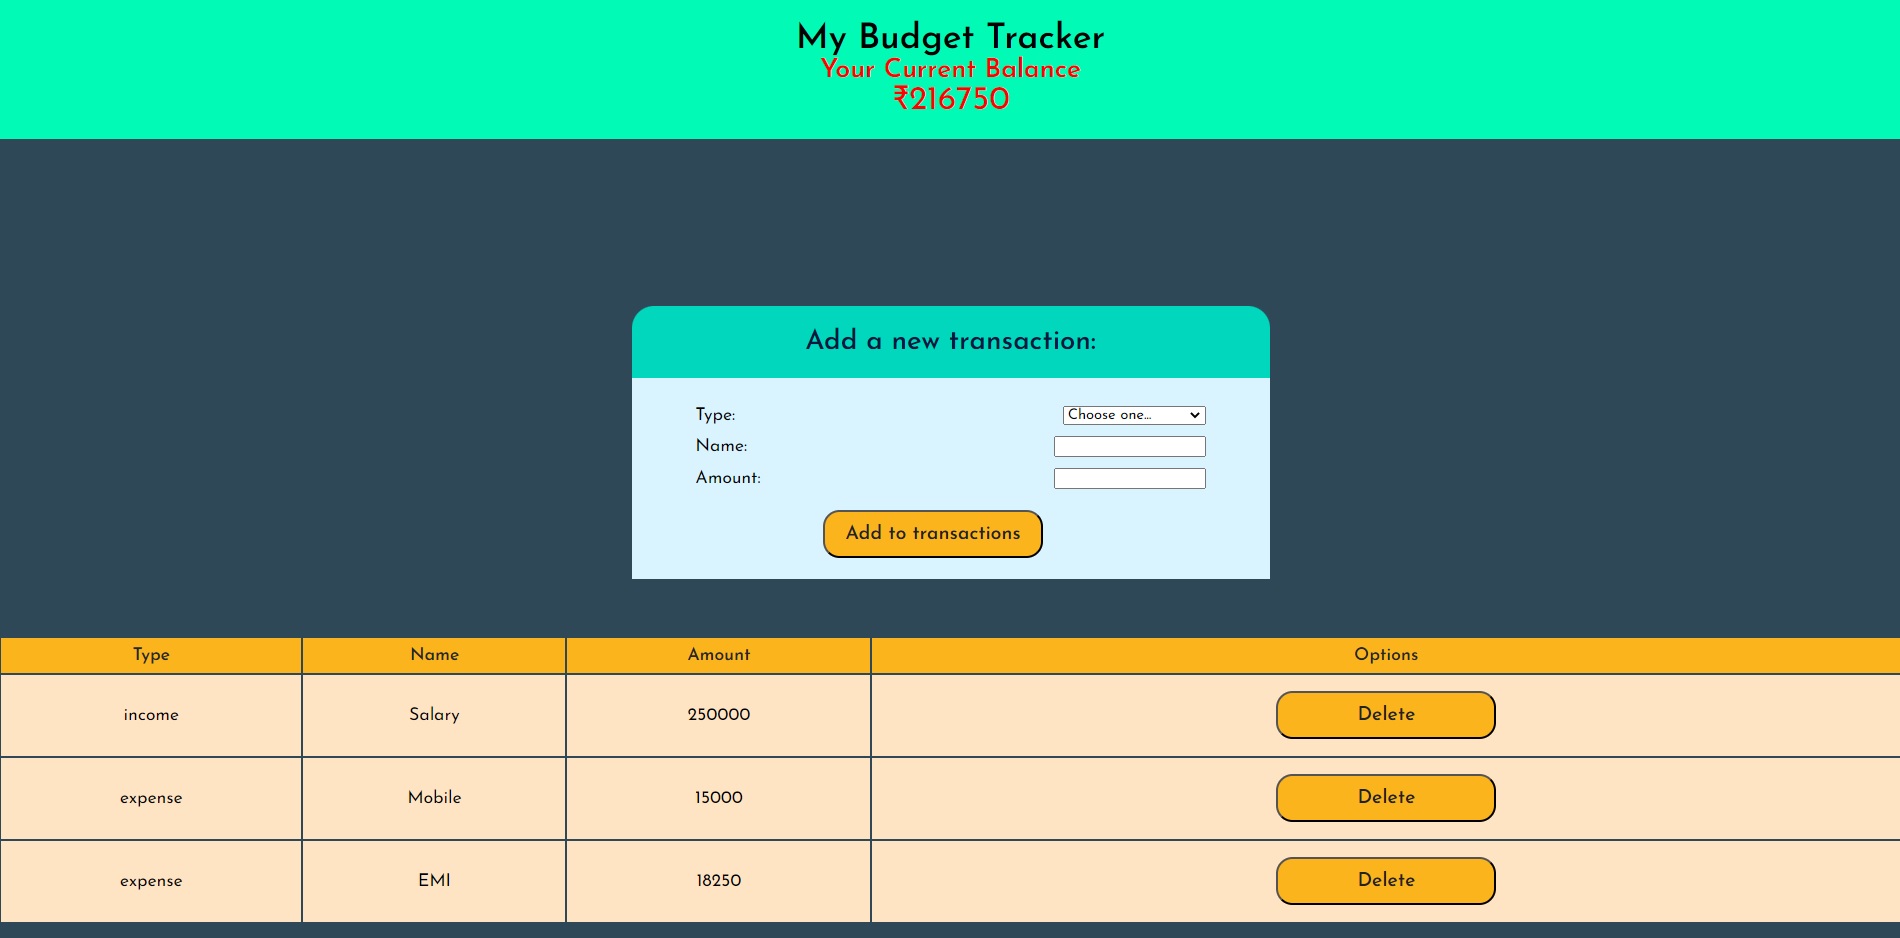 My Budget Tracker
Your Current Balance
₹216750
Add a new transaction:
Type: Choose one...
Name:
Amount:
Add to transactions
Type Name Amount Options
income Salary 250000 Delete
expense Mobile 15000 Delete
expense EMI 18250 Delete